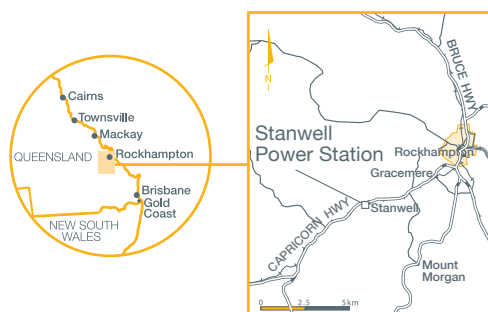 Cairns
Townsville
Mackay
QUEENSLAND
Rockhampton
Brisbane
Gold
Coast
NEW SOUTH
WALES
N
BRUCE HWY
Stanwell
Power Station
Rockhampton
Gracemere
Stanwell
CAPRICORN HWY
Mount
Morgan
0 2.5 5km